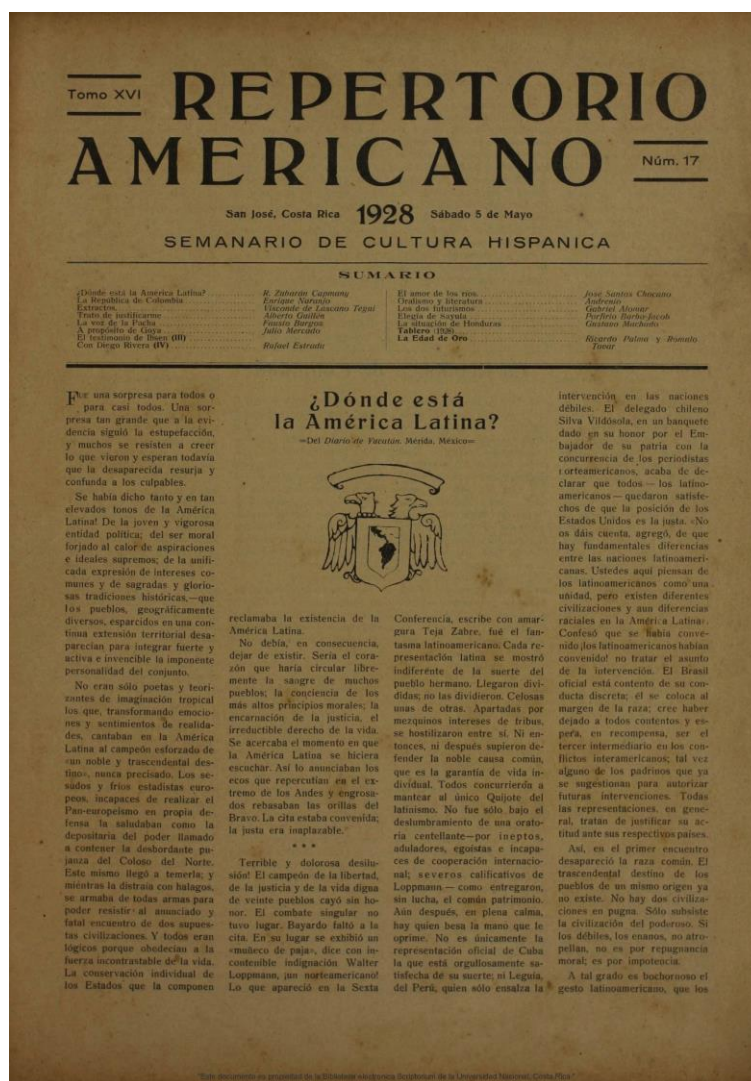 Tomo XVI
REPERTORIO
AMERICANO
Núm. 17
San José, Costa Rica 1928 Sábado 5 de Mayo
SEMANARIO DE CULTURA HISPANICA
SUMARIO
¿Dónde está la América Latina? R. Zubarán Capmany
La República de Colombia Enrique Naranjo
Extractos Visconde de Lascano Tegui
Trato de justificarme Alberto Guillén
La voz de la Pacha Fausto Burgos
A propósito de Goya Julio Mercado
El testimonio de Ibsen (III)
Con Diego Rivera (IV) Rafael Estrada
El amor de los ríos José Santos Chocano
Oralismo y literatura Andrenio
Los dos futurismos Gabriel Alomar
Elegía de Sayula Porfirio Barba-Jacob
La situación de Honduras Gustavo Machado
Tablero (1928)
La Edad de Oro Ricardo Palma y Rómulo
Tovar
Fue una sorpresa para todos o
para casi todos. Una sor-
presa tan grande que a la evi-
dencia siguió la estupefacción,
y muchos se resisten a creer
lo que vieron y esperan todavía
que la desaparecida resurja y
confunda a los culpables.
Se había dicho tanto y en tan
elevados tonos de la América
Latina! De la joven y vigorosa
entidad política; del ser moral
forjado al calor de aspiraciones
e ideales supremos; de la unifi-
cada expresión de intereses co-
munes y de sagradas y glorio-
sas tradiciones históricas,—que
los pueblos, geográficamente
diversos, esparcidos en una con-
tinua extensión territorial desa-
parecían para integrar fuerte y
activa e invencible la imponente
personalidad del conjunto.
No eran sólo poetas y teori-
zantes de imaginación tropical
los que, transformando emocio-
nes y sentimientos de realida-
des, cantaban en la América
Latina al campeón esforzado de
«un noble y trascendental des-
tino», nunca precisado. Los se-
sudos y fríos estadistas euro-
peos, incapaces de realizar el
Pan-europeismo en propia de-
fensa la saludaban como la
depositaria del poder llamado
a contener la desbordante pu-
janza del Coloso del Norte.
Este mismo llegó a temerla; y
mientras la distraía con halagos,
se armaba de todas armas para
poder resistir al anunciado y
fatal encuentro de dos supues-
tas civilizaciones. Y todos eran
lógicos porque obedecían a la
fuerza incontrastable de la vida.
La conservación individual de
los Estados que la componen
¿Dónde está
la América Latina?
=Del Diario de Yucatán. Mérida. México=
reclamaba la existencia de la
América Latina.
No debía, en consecuencia,
dejar de existir. Sería el cora-
zón que haría circular libre-
mente la sangre de muchos
pueblos; la conciencia de los
más altos principios morales; la
encarnación de la justicia, el
irreductible derecho de la vida.
Se acercaba el momento en que
la América Latina se hiciera
escuchar. Así lo anunciaban los
ecos que repercutían en el ex-
tremo de los Andes y engrosa-
dos rebasaban las orillas del
Bravo. La cita estaba convenida;
la justa era inaplazable.
* * *
Terrible y dolorosa desilu-
sión! El campeón de la libertad,
de la justicia y de la vida digna
de veinte pueblos cayó sin ho-
nor. El combate singular no
tuvo lugar. Bayardo faltó a la
cita. En su lugar se exhibió un
«muñeco de paja», dice con in-
contenible indignación Walter
Loppmann, ¡un norteamericano!
Lo que apareció en la Sexta
Conferencia, escribe con amar-
gura Teja Zabre, fué el fan-
tasma latinoamericano. Cada re-
presentación latina se mostró
indiferente de la suerte del
pueblo hermano. Llegaron divi-
didas; no las dividieron. Celosas
unas de otras. Apartadas por
mezquinos intereses de tribus,
se hostilizaron entre sí. Ni en-
tonces, ni después supieron de-
fender la noble causa común,
que es la garantía de vida in-
dividual. Todos concurrieron a
mantear al único Quijote del
latinismo. No fue sólo bajo el
deslumbramiento de una orato-
ria centellante—por ineptos,
aduladores, egoístas e incapa-
ces de cooperación internacio-
nal; severos calificativos de
Loppmann — como entregaron,
sin lucha, el común patrimonio.
Aún después, en plena calma,
hay quien besa la mano que le
oprime. No es únicamente la
representación oficial de Cuba
la que está orgullosamente sa-
tisfecha de su suerte; ni Leguía,
del Perú, quien sólo ensalza la
intervención en las naciones
débiles. El delegado chileno
Silva Vildósola, en un banquete
dado en su honor por el Em-
bajador de su patria con la
concurrencia de los periodistas
norteamericanos, acaba de de-
clarar que todos — los latino-
americanos — quedaron satisfe-
chos de que la posición de los
Estados Unidos es la justa. «No
os dáis cuenta, agregó, de que
hay fundamentales diferencias
entre las naciones latinoameri-
canas. Ustedes aquí piensan de
los latinoamericanos como una
unidad, pero existen diferentes
civilizaciones y aun diferencias
raciales en la América Latina».
Confesó que se había conve-
nido ¡los latinoamericanos habían
convenido! no tratar el asunto
de la intervención. El Brasil
oficial está contento de su con-
ducta discreta; él se coloca al
margen de la raza; cree haber
dejado a todos contentos y es-
pera, en recompensa, ser el
tercer intermediario en los con-
flictos interamericanos; tal vez
alguno de los padrinos que ya
se sugestionan para autorizar
futuras intervenciones. Todas
las representaciones, en gene-
ral, tratan de justificar su ac-
titud ante sus respectivos países.
Así, en el primer encuentro
desapareció la raza común. El
trascendental destino de los
pueblos de un mismo origen ya
no existe. No hay dos civiliza-
ciones en pugna. Sólo subsiste
la civilización del poderoso. Si
los débiles, los enanos, no atro-
pellan, no es por repugnancia
moral; es por impotencia.
A tal grado es bochornoso el
gesto latinoamericano, que los
"Este documento es propiedad de la Biblioteca electrónica Scriptorium de la Universidad Nacional, Costa Rica"